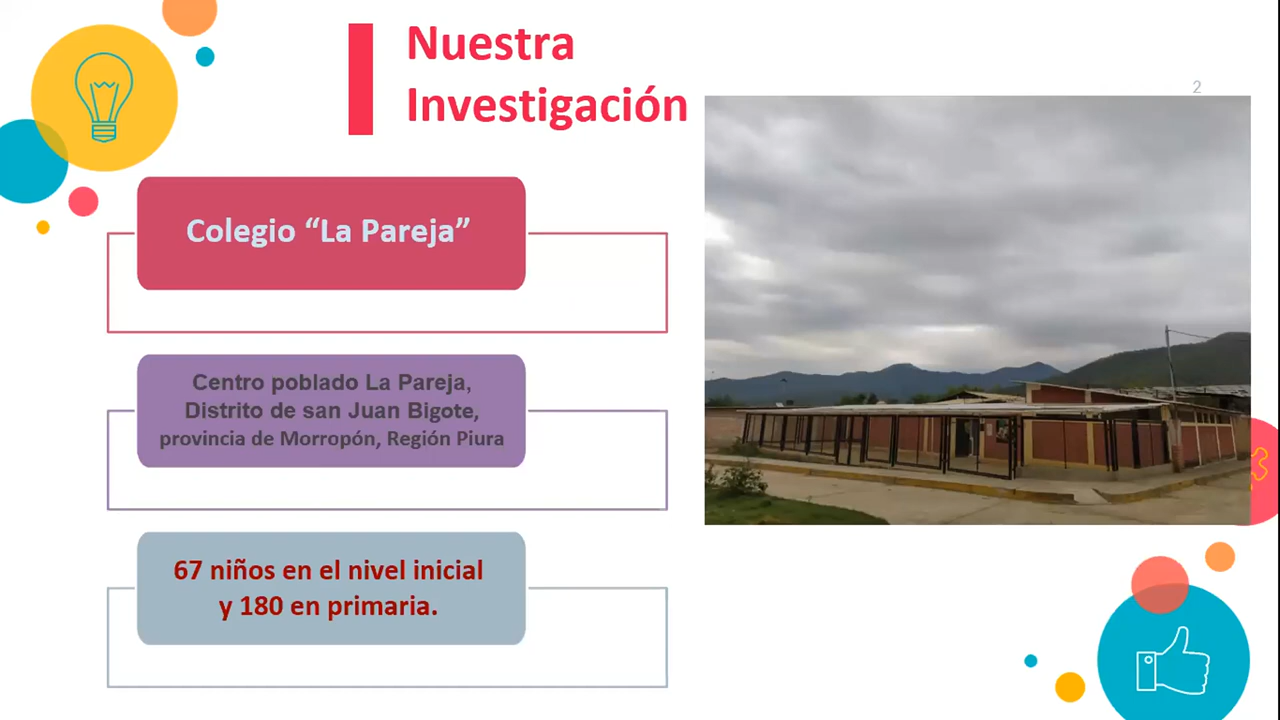 Nuestra
Investigación
2
Colegio “La Pareja”
Centro poblado La Pareja,
Distrito de san Juan Bigote,
provincia de Morropón, Región Piura
67 niños en el nivel inicial
y 180 en primaria.